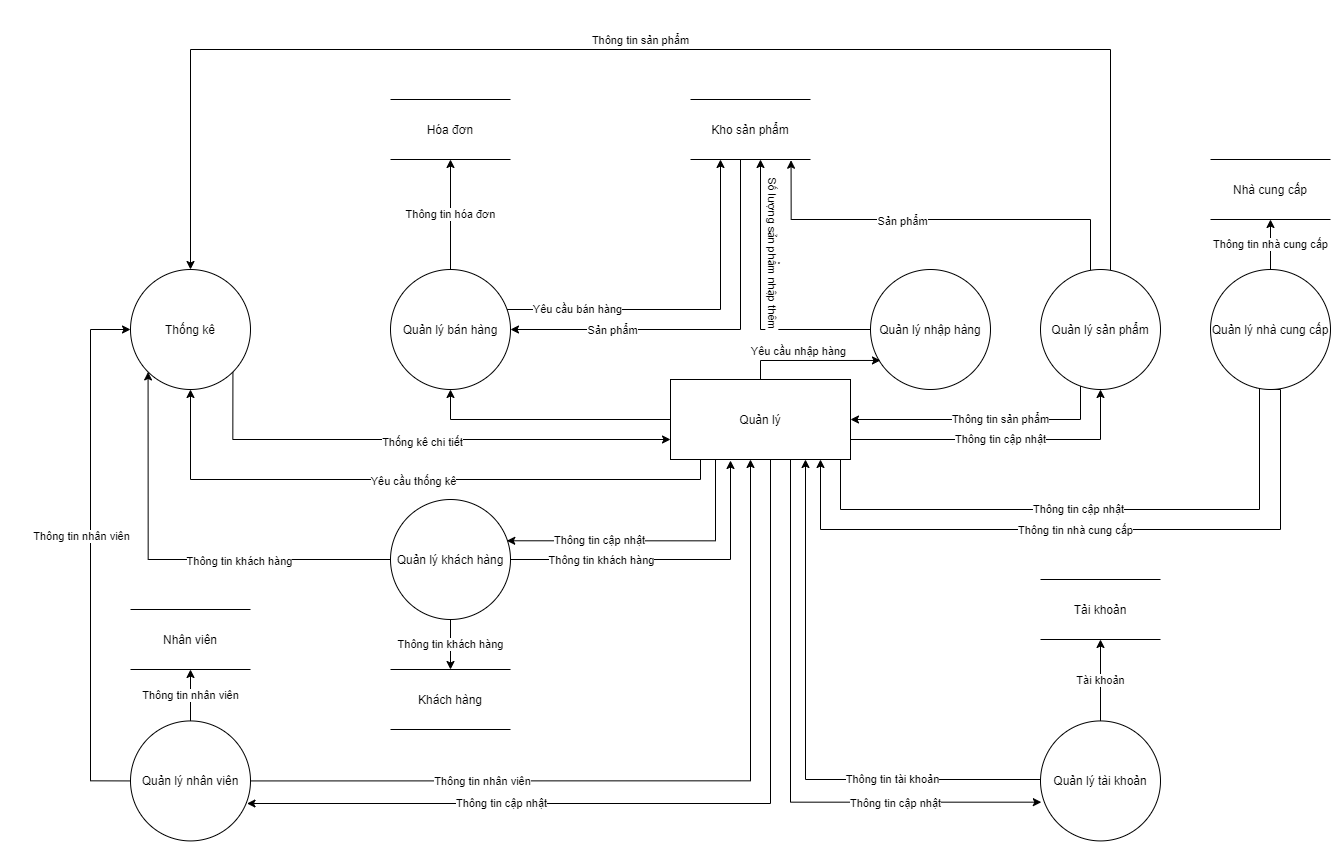 Thông tin sản phẩm
Hóa đơn
Kho sản phẩm
Nhà cung cấp
Thông tin hóa đơn
Số lượng sản phẩm nhập thêm
Sản phẩm
Thông tin nhà cung cấp
Yêu cầu bán hàng
Thống kê
Quản lý bán hàng
Sản phẩm
Quản lý nhập hàng
Quản lý sản phẩm
Quản lý nhà cung cấp
Yêu cầu nhập hàng
Quản lý
Thông tin sản phẩm
Thống kê chi tiết
Thông tin cập nhật
Yêu cầu thống kê
Thông tin cập nhật
Thông tin nhà cung cấp
Thông tin nhân viên
Thông tin cập nhật
Thông tin khách hàng
Quản lý khách hàng
Thông tin khách hàng
Tải khoản
Nhân viên
Thông tin khách hàng
Tài khoản
Thông tin nhân viên
Khách hàng
Quản lý nhân viên
Thông tin nhân viên
Thông tin tài khoản
Quản lý tài khoản
Thông tin cập nhật
Thông tin cập nhật